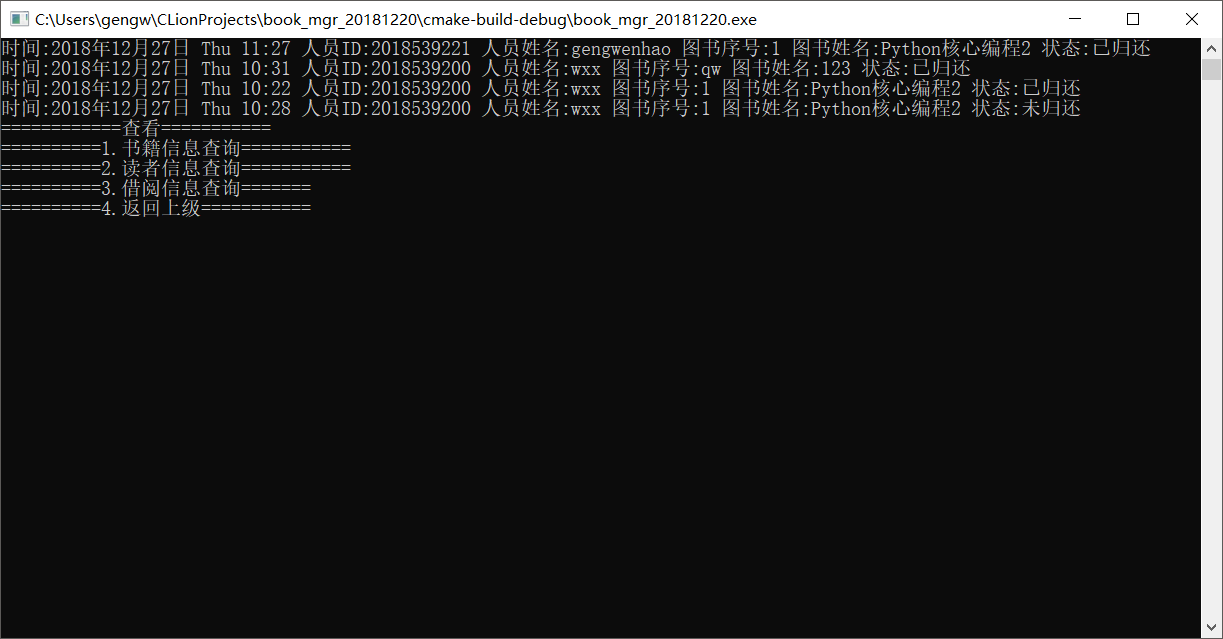 C:\Users\gengw\CLionProjects\book_mgr_20181220\cmake-build-debug\book_mgr_20181220.exe
时间:2018年12月27日 Thu 11:27 人员ID:2018539221 人员姓名:gengwenhao 图书序号:1 图书姓名:Python核心编程2 状态:已归还
时间:2018年12月27日 Thu 10:31 人员ID:2018539200 人员姓名:wxx 图书序号:qw 图书姓名:123 状态:已归还
时间:2018年12月27日 Thu 10:22 人员ID:2018539200 人员姓名:wxx 图书序号:1 图书姓名:Python核心编程2 状态:已归还
时间:2018年12月27日 Thu 10:28 人员ID:2018539200 人员姓名:wxx 图书序号:1 图书姓名:Python核心编程2 状态:未归还
============查看===========
==========1.书籍信息查询===========
==========2.读者信息查询===========
==========3.借阅信息查询=======
==========4.返回上级===========